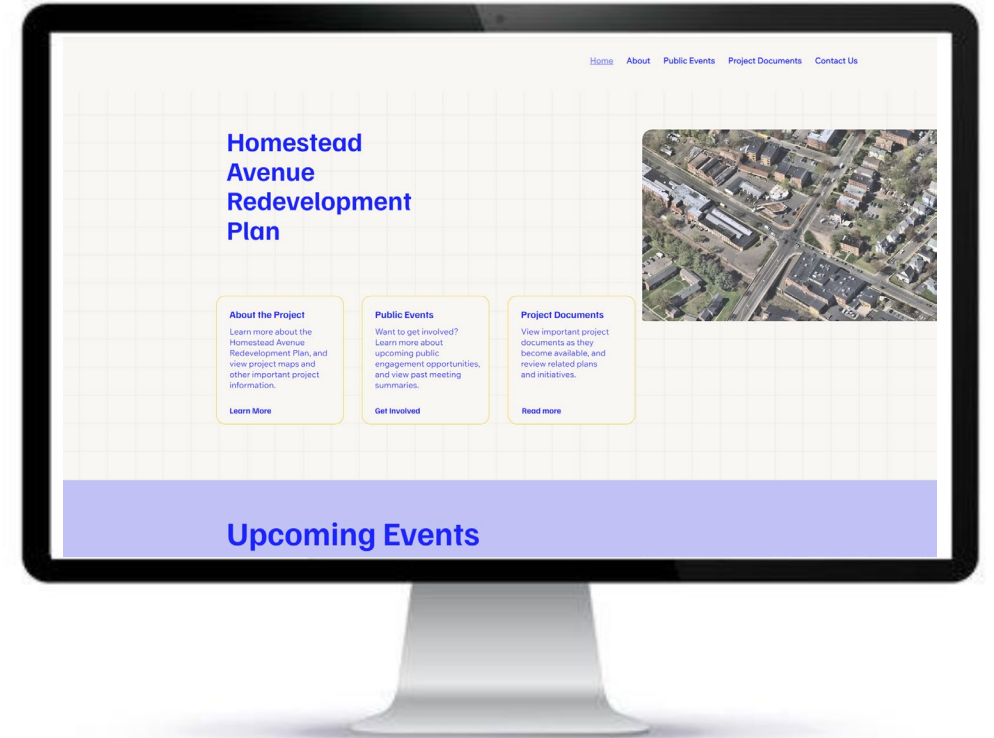 Home About Public Events Project Documents Contact Us
Homestead
Avenue
Redevelopment
Plan
About the Project
Learn more about the
Homestead Avenue
Redevelopment Plan, and
view project maps and
other important project
information.
Learn More
Public Events
Want to get involved?
Learn more about
upcoming public
engagement opportunities,
and view past meeting
summaries.
Get Involved
Project Documents
View important project
documents as they
become available, and
review related plans
and initiatives.
Read more
Upcoming Events